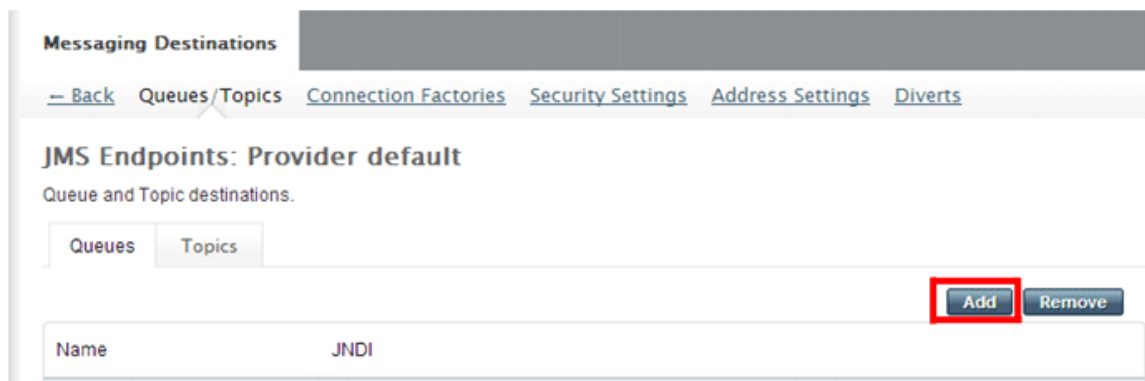 Messaging Destinations
← Back Queues/Topics Connection Factories Security Settings Address Settings Diverts
JMS Endpoints: Provider default
Queue and Topic destinations.
Queues Topics
Add Remove
Name JNDI